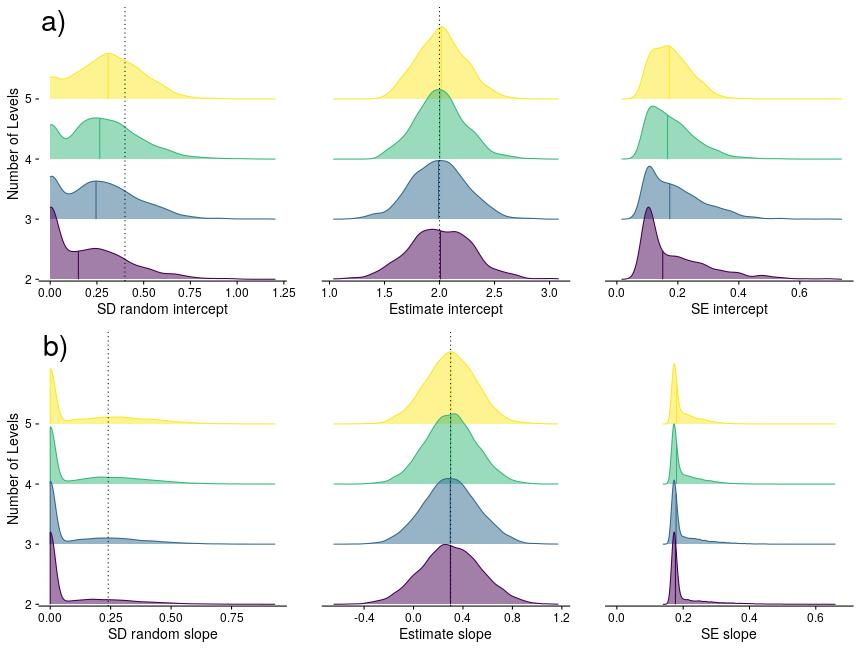 a)
Number of Levels
5
4
3
2
0.00 0.25 0.50 0.75 1.00 1.25
SD random intercept
1.0 1.5 2.0 2.5 3.0
Estimate intercept
0.0 0.2 0.4 0.6
SE intercept
b)
Number of Levels
5
4
3
2
0.00 0.25 0.50 0.75
SD random slope
-0.4 0.0 0.4 0.8 1.2
Estimate slope
0.0 0.2 0.4 0.6
SE slope